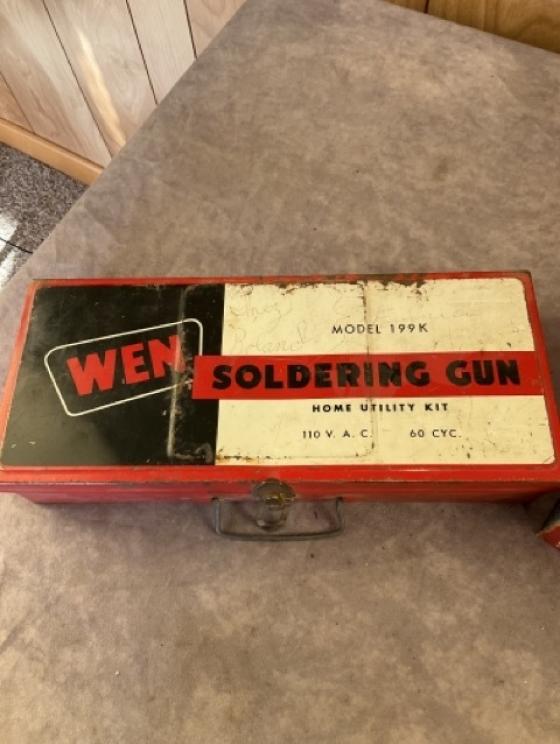 WEN
MODEL 199K
SOLDERING GUN
HOME UTILITY KIT
110 V. A. C. 60 CYC.